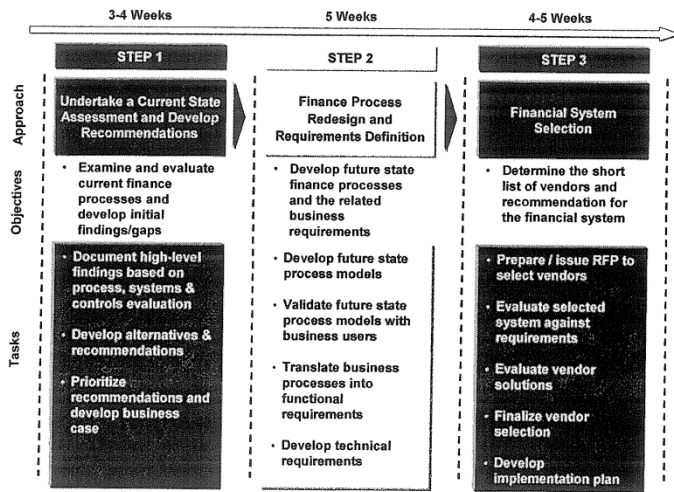 3-4 Weeks
5 Weeks
4-5 Weeks
STEP 1
STEP 2
STEP 3
Approach
Undertake a Current State
Assessment and Develop
Recommendations
Finance Process
Redesign and
Requirements Definition
Financial System
Selection
Objectives
• Examine and evaluate
current finance
processes and
develop initial
findings/gaps
• Develop future state
finance processes
and the related
business
requirements
• Determine the short
list of vendors and
recommendation for
the financial system
Tasks
• Document high-level
findings based on
process, systems &
controls evaluation
• Develop alternatives &
recommendations
• Prioritize
recommendations and
develop business
case
• Develop future state
process models
• Validate future state
process models with
business users
• Translate business
processes into
functional
requirements
• Develop technical
requirements
• Prepare / issue RFP to
select vendors
• Evaluate selected
system against
requirements
• Evaluate vendor
solutions
• Finalize vendor
selection
• Develop
implementation plan